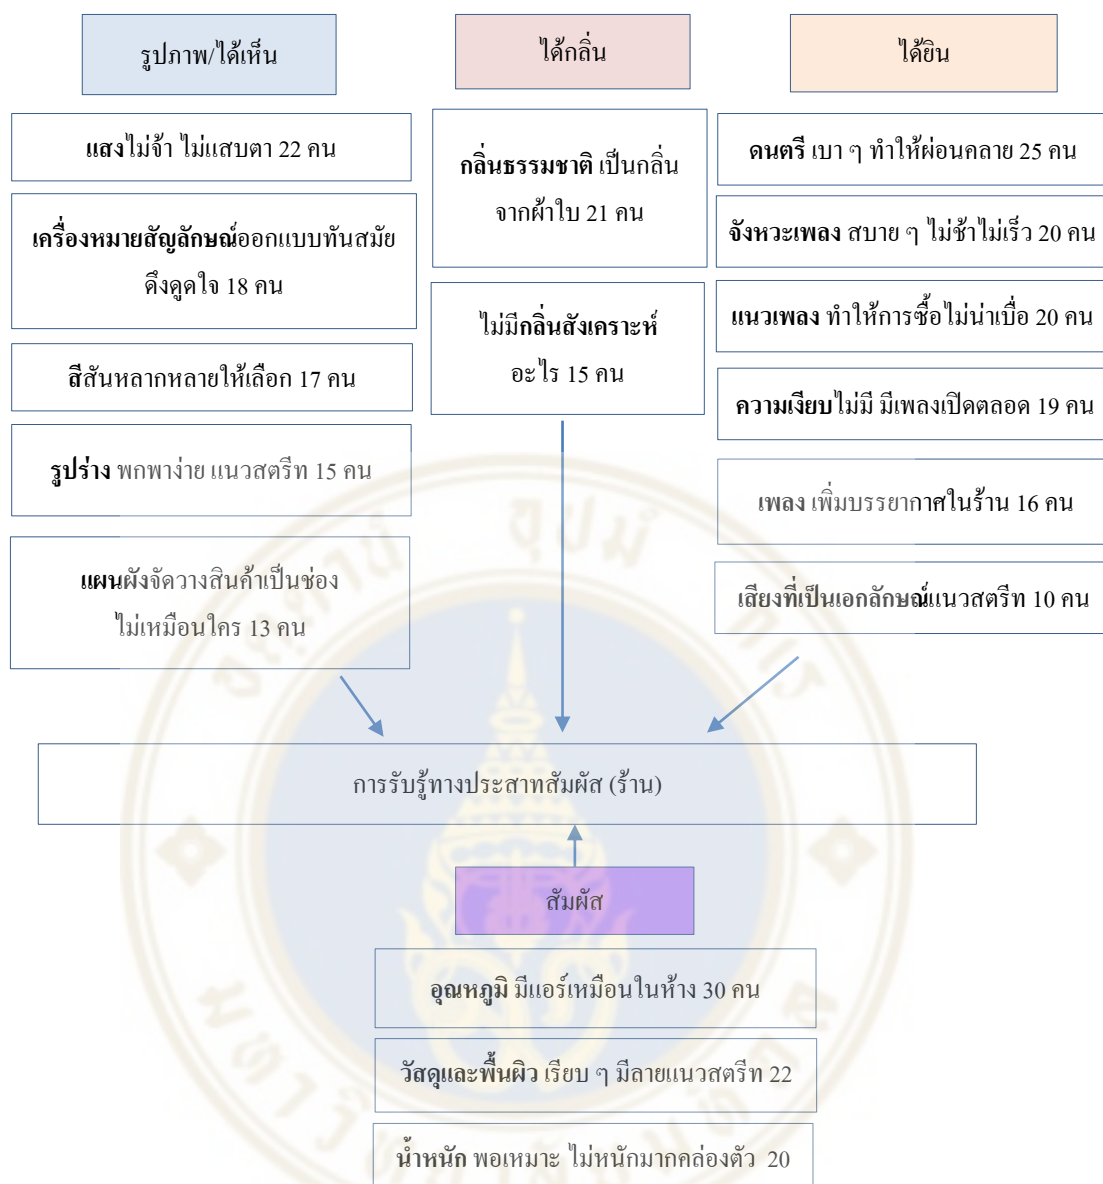 รูปภาพ/ได้เห็น
แสงไม่จ้า ไม่แสบตา 22 คน
เครื่องหมายสัญลักษณ์ออกแบบทันสมัย
ดึงดูดใจ 18 คน
สีสันหลากหลายให้เลือก 17 คน
รูปร่าง พกพาง่าย แนวสตรีท 15 คน
แผนผังจัดวางสินค้าเป็นช่อง
ไม่เหมือนใคร 13 คน
ได้กลิ่น
กลิ่นธรรมชาติ เป็นกลิ่น
จากผ้าใบ 21 คน
ไม่มีกลิ่นสังเคราะห์
อะไร 15 คน
ได้ยิน
ดนตรี เบา ๆ ทำให้ผ่อนคลาย 25 คน
จังหวะเพลง สบาย ๆ ไม่ช้าไม่เร็ว 20 คน
แนวเพลง ทำให้การซื้อไม่น่าเบื่อ 20 คน
ความเงียบไม่มี มีเพลงเปิดตลอด 19 คน
เพลง เพิ่มบรรยากาศในร้าน 16 คน
เสียงที่เป็นเอกลักษณ์แนวสตรีท 10 คน
การรับรู้ทางประสาทสัมผัส (ร้าน)
สัมผัส
อุณหภูมิ มีแอร์เหมือนในห้าง 30 คน
วัสดุและพื้นผิว เรียบ ๆ มีลายแนวสตรีท 22
น้ำหนัก พอเหมาะ ไม่หนักมากคล่องตัว 20